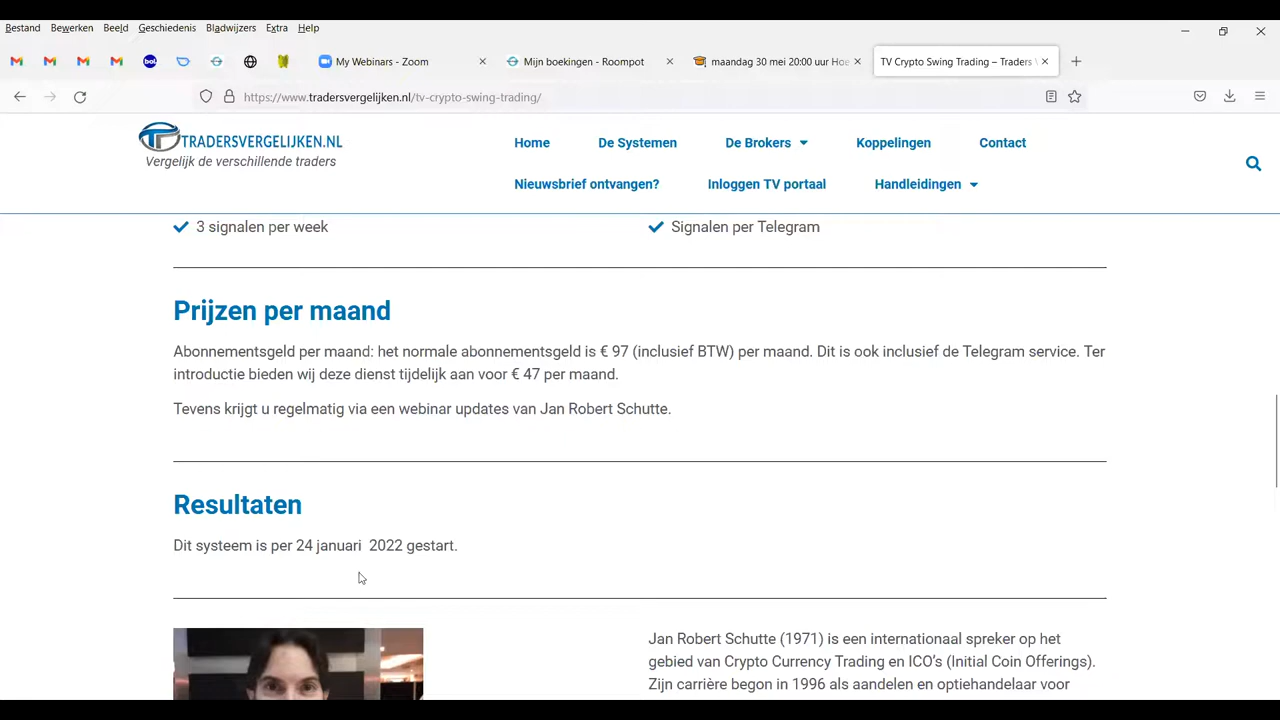 Bestand Bewerken Beeld Geschiedenis Bladwijzers Extra Help
bol
My Webinars - Zoom
Mijn boekingen - Roompot
maandag 30 mei 20:00 uur Hoe
TV Crypto Swing Trading – Traders V
https://www.tradersvergelijken.nl/tv-crypto-swing-trading/
TRADERSVERGELIJKEN.NL
Vergelijk de verschillende traders
Home De Systemen De Brokers Koppelingen Contact
Nieuwsbrief ontvangen? Inloggen TV portaal Handleidingen
3 signalen per week
Signalen per Telegram
Prijzen per maand
Abonnementsgeld per maand: het normale abonnementsgeld is € 97 (inclusief BTW) per maand. Dit is ook inclusief de Telegram service. Ter
introductie bieden wij deze dienst tijdelijk aan voor € 47 per maand.
Tevens krijgt u regelmatig via een webinar updates van Jan Robert Schutte.
Resultaten
Dit systeem is per 24 januari  2022 gestart.
Jan Robert Schutte (1971) is een internationaal spreker op het
gebied van Crypto Currency Trading en ICO’s (Initial Coin Offerings).
Zijn carrière begon in 1996 als aandelen en optiehandelaar voor